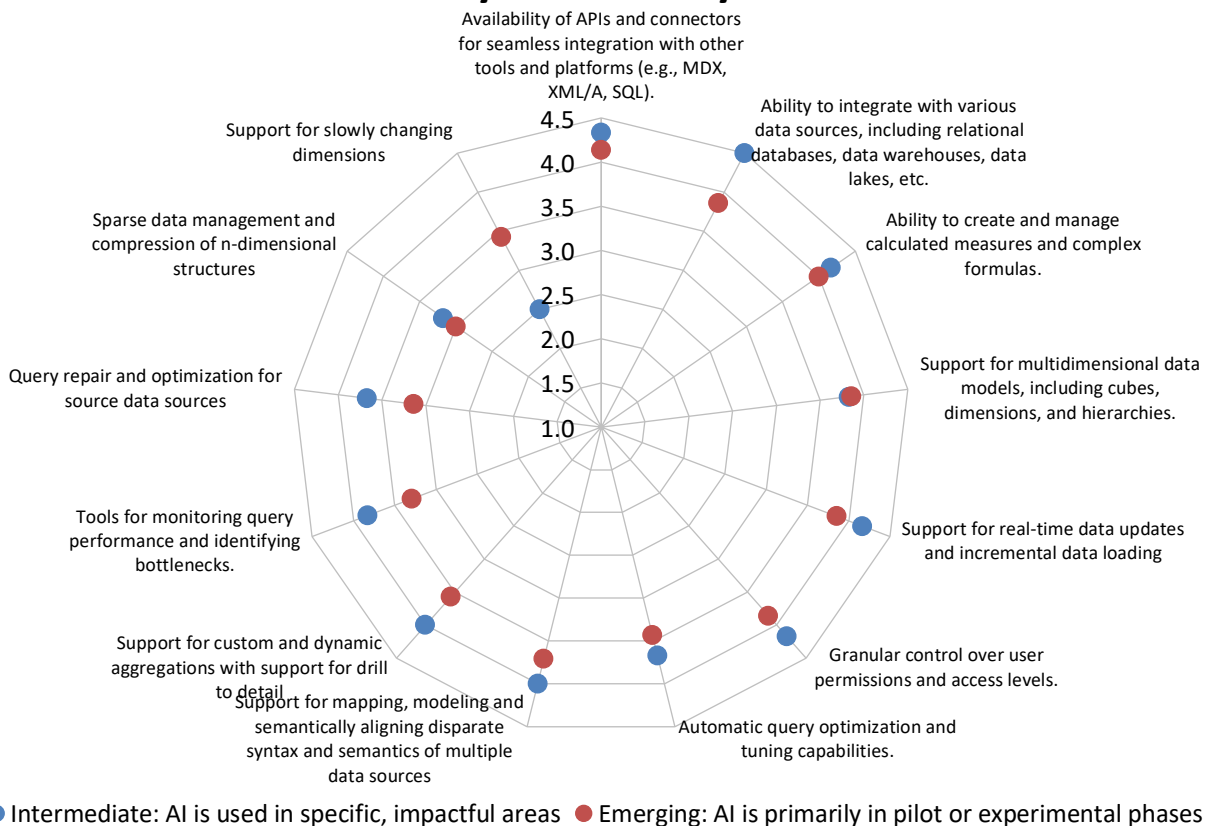 Availability of APIs and connectors
for seamless integration with other
tools and platforms (e.g., MDX,
XML/A, SQL).
Ability to integrate with various
data sources, including relational
databases, data warehouses, data
lakes, etc.
Ability to create and manage
calculated measures and complex
formulas.
Support for multidimensional data
models, including cubes,
dimensions, and hierarchies.
Support for real-time data updates
and incremental data loading
Granular control over user
permissions and access levels.
Automatic query optimization and
tuning capabilities.
Support for mapping, modeling and
semantically aligning disparate
syntax and semantics of multiple
data sources
Support for custom and dynamic
aggregations with support for drill
to detail
Tools for monitoring query
performance and identifying
bottlenecks.
Query repair and optimization for
source data sources
Sparse data management and
compression of n-dimensional
structures
Support for slowly changing
dimensions
4.5
4.0
3.5
3.0
2.5
2.0
1.5
1.0
Intermediate: AI is used in specific, impactful areas
Emerging: AI is primarily in pilot or experimental phases